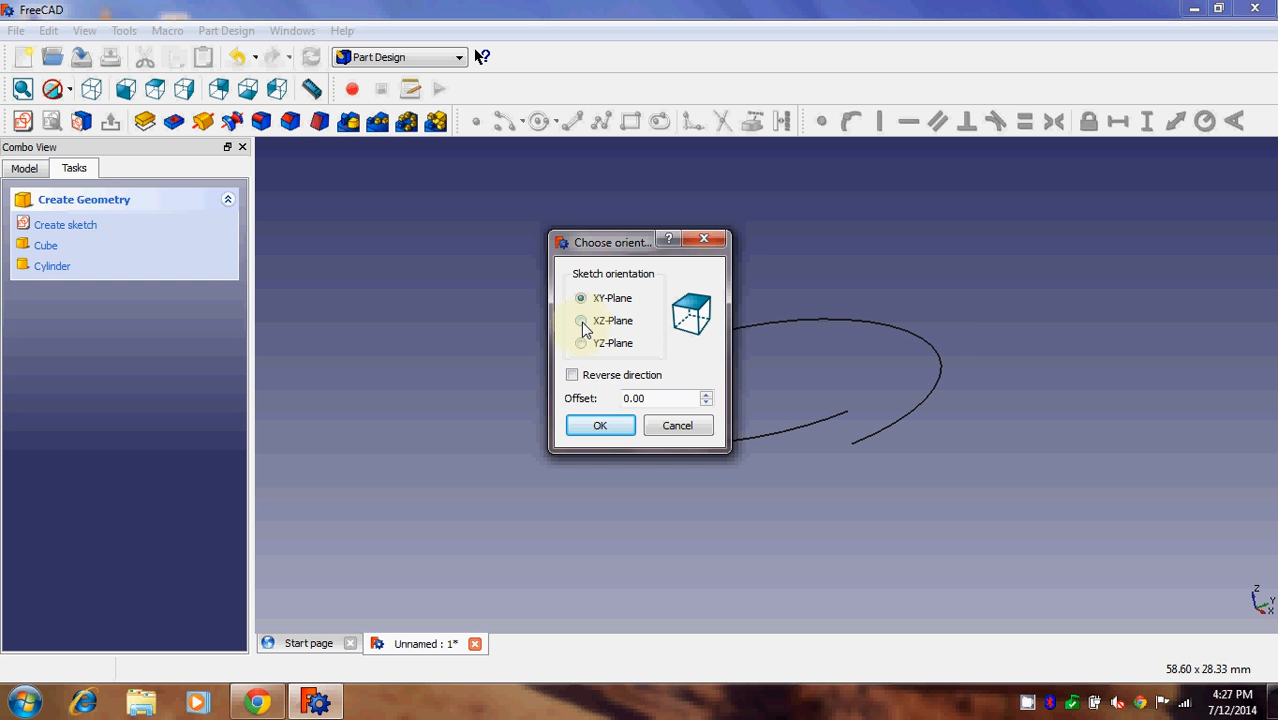 FreeCAD
File Edit View Tools Macro Part Design Windows Help
Part Design
Combo View
Model Tasks
Create Geometry
Create sketch
Cube
Cylinder
Choose orient...
Sketch orientation
XY-Plane
XZ-Plane
YZ-Plane
Reverse direction
Offset: 0.00
OK Cancel
Z
Y
X
Start page Unnamed : 1*
58.60 x 28.33 mm
4:27 PM
7/12/2014